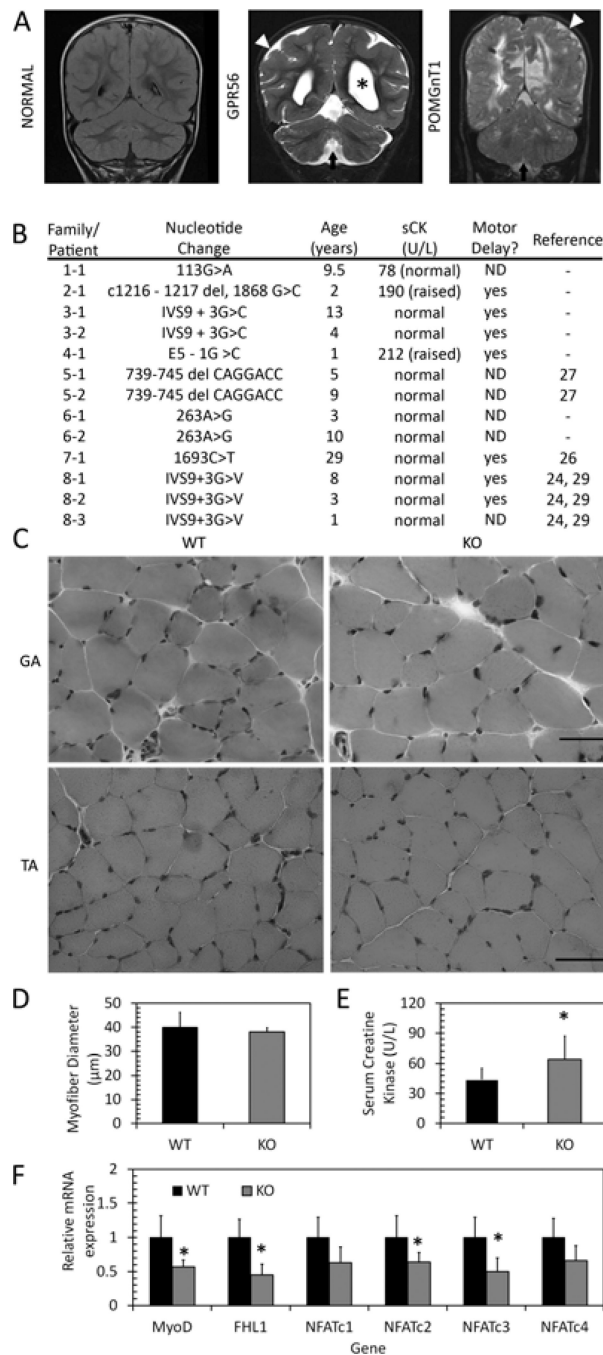 A
NORMAL
GPR56
*
POMGnT1
B
Family/ Patient Nucleotide Change Age (years) sCK (U/L) Motor Delay? Reference
1-1 113G>A 9.5 78 (normal) ND -
2-1 c1216 - 1217 del, 1868 G>C 2 190 (raised) yes -
3-1 IVS9 + 3G>C 13 normal yes -
3-2 IVS9 + 3G>C 4 normal yes -
4-1 E5 - 1G >C 1 212 (raised) yes -
5-1 739-745 del CAGGACC 5 normal ND 27
5-2 739-745 del CAGGACC 9 normal ND 27
6-1 263A>G 3 normal ND -
6-2 263A>G 10 normal ND -
7-1 1693C>T 29 normal yes 26
8-1 IVS9+3G>V 8 normal yes 24, 29
8-2 IVS9+3G>V 3 normal yes 24, 29
8-3 IVS9+3G>V 1 normal ND 24, 29
C
WT KO
GA
TA
D
Myofiber Diameter
(μm)
50
40
30
20
10
0
WT KO
E
Serum Creatine
Kinase (U/L)
120
90
60
30
0
*
WT KO
F
Relative mRNA
expression
2
1.5
1
0.5
0
WT KO
* * * *
MyoD FHL1 NFATc1 NFATc2 NFATc3 NFATc4
Gene